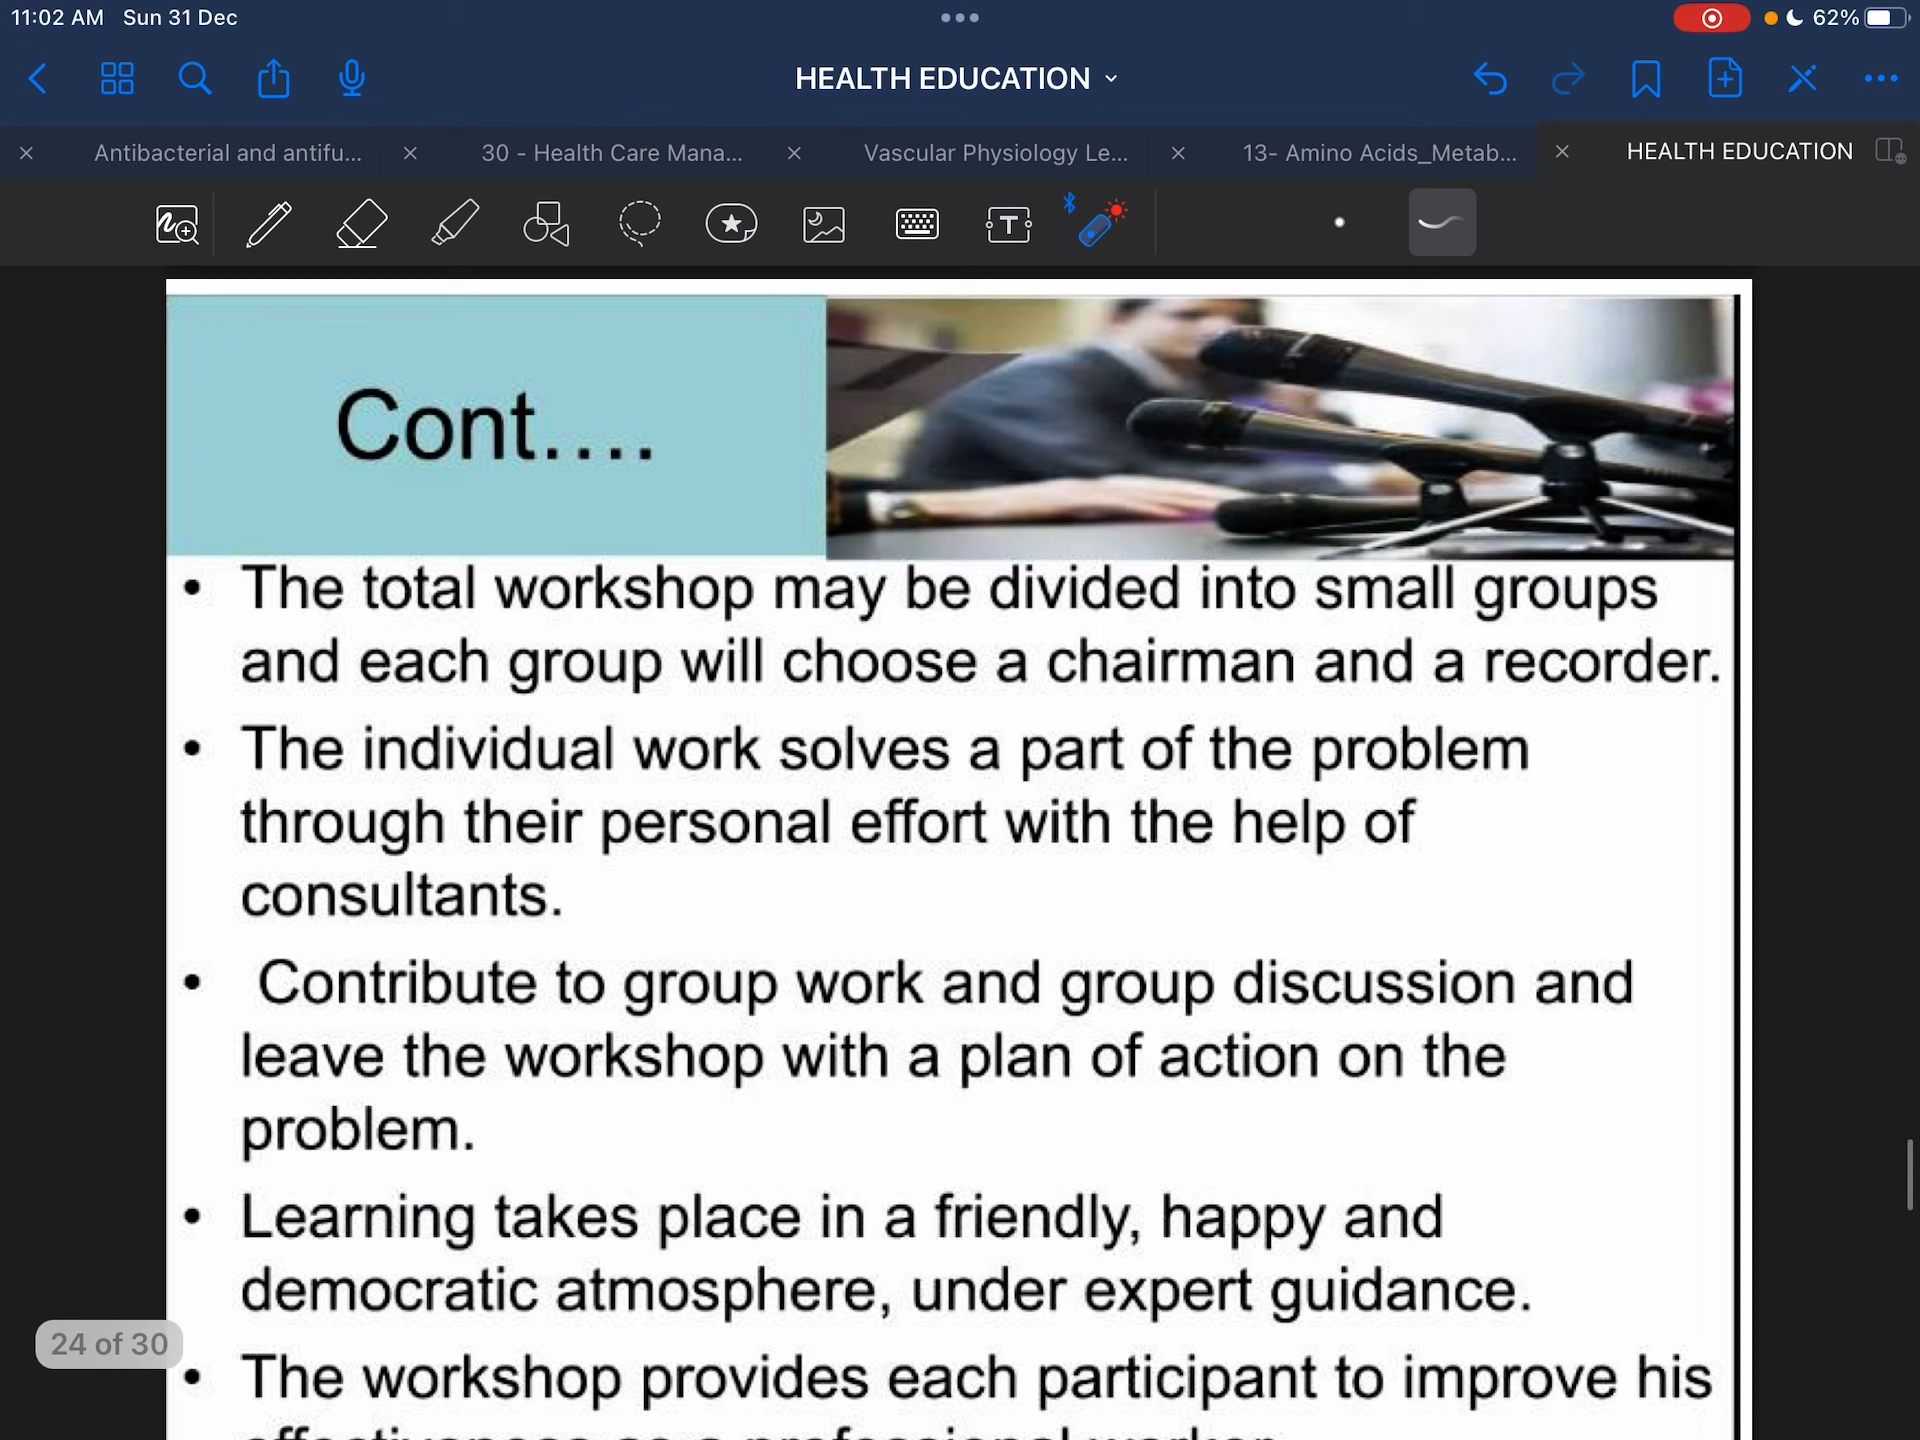 11:02 AM Sun 31 Dec
62%
HEALTH EDUCATION
Antibacterial and antifu...
30 - Health Care Mana...
Vascular Physiology Le...
13- Amino Acids_Metab...
HEALTH EDUCATION
T
Cont....
• The total workshop may be divided into small groups
and each group will choose a chairman and a recorder.
• The individual work solves a part of the problem
through their personal effort with the help of
consultants.
• Contribute to group work and group discussion and
leave the workshop with a plan of action on the
problem.
• Learning takes place in a friendly, happy and
democratic atmosphere, under expert guidance.
24 of 30
• The workshop provides each participant to improve his
effectiveness as a professional worker.